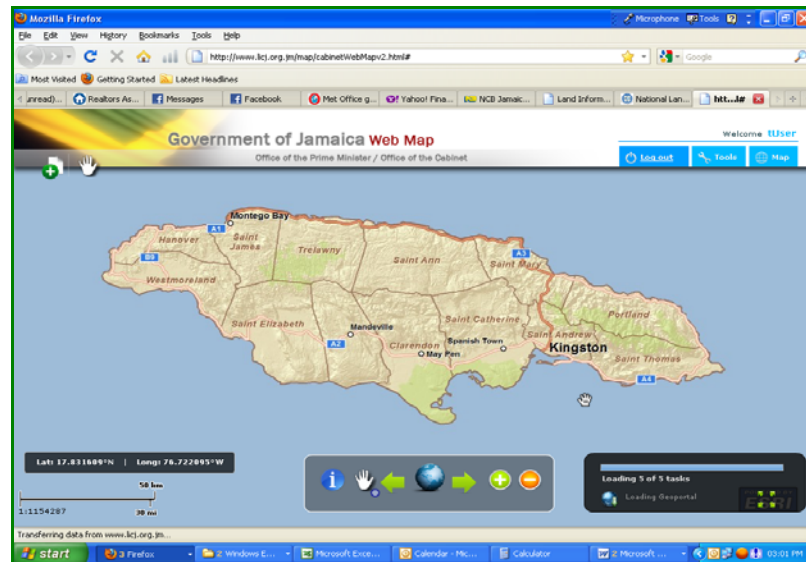 Mozilla Firefox
Microphone Tools
File Edit View History Bookmarks Tools Help
http://www.licj.org.jm/map/cabinetWebMapv2.html#
Google
Most Visited Getting Started Latest Headlines
unread)... Realtors As... Messages Facebook Met Office g... Yahoo! Fina... NCB Jamaic... Land Inform... National Lan... htt...l#
Government of Jamaica Web Map
Welcome tUser
Office of the Prime Minister / Office of the Cabinet
Log out Tools Map
Montego Bay
A1
Hanover
Saint James
Trelawny
B9
Saint Ann
A3
Saint Mary
Westmoreland
Portland
Saint Elizabeth
Mandeville
Saint Catherine
Saint Andrew
A2
Clarendon
Spanish Town
Kingston
May Pen
Saint Thomas
A4
Lat: 17.831609°N | Long: 76.722095°W
Loading 5 of 5 tasks
Loading Geoportal
ESRI
50 km
1:1154287
30 mi
Transferring data from www.licj.org.jm...
start 3 Firefox 2 Windows E... Microsoft Exce... Calendar - Mic... Calculator 2 Microsoft ... 03:01 PM